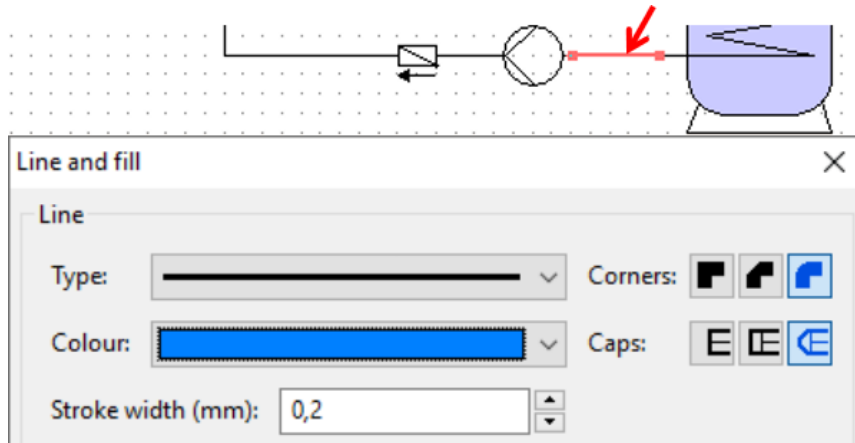 Line and fill
Line
Type:
Corners:
Colour:
Caps:
Stroke width (mm): 0,2